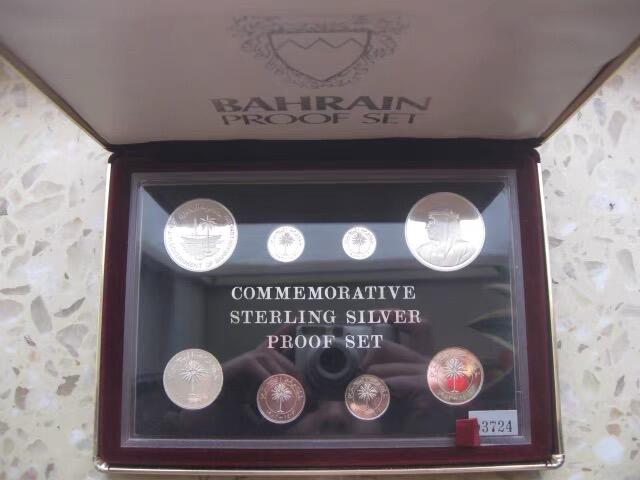 BAHRAIN
PROOF SET
COMMEMORATIVE
STERLING SILVER
PROOF SET
3724